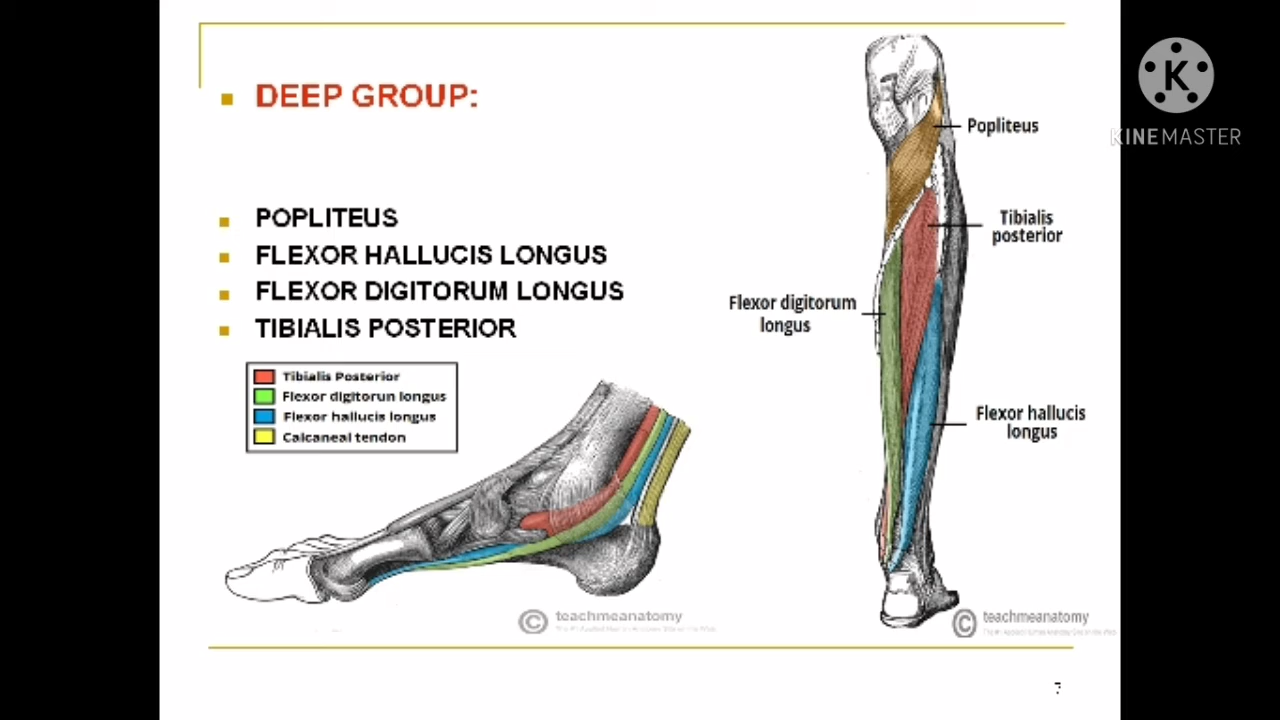 DEEP GROUP:
POPLITEUS
FLEXOR HALLUCIS LONGUS
FLEXOR DIGITORUM LONGUS
TIBIALIS POSTERIOR
Tibialis Posterior
Flexor digitorun longus
Flexor hallucis longus
Calcaneal tendon
© teachmeanatomy
Popliteus
Tibialis
posterior
Flexor digitorum
longus
Flexor hallucis
longus
© teachmeanatomy
7
K
KINEMASTER